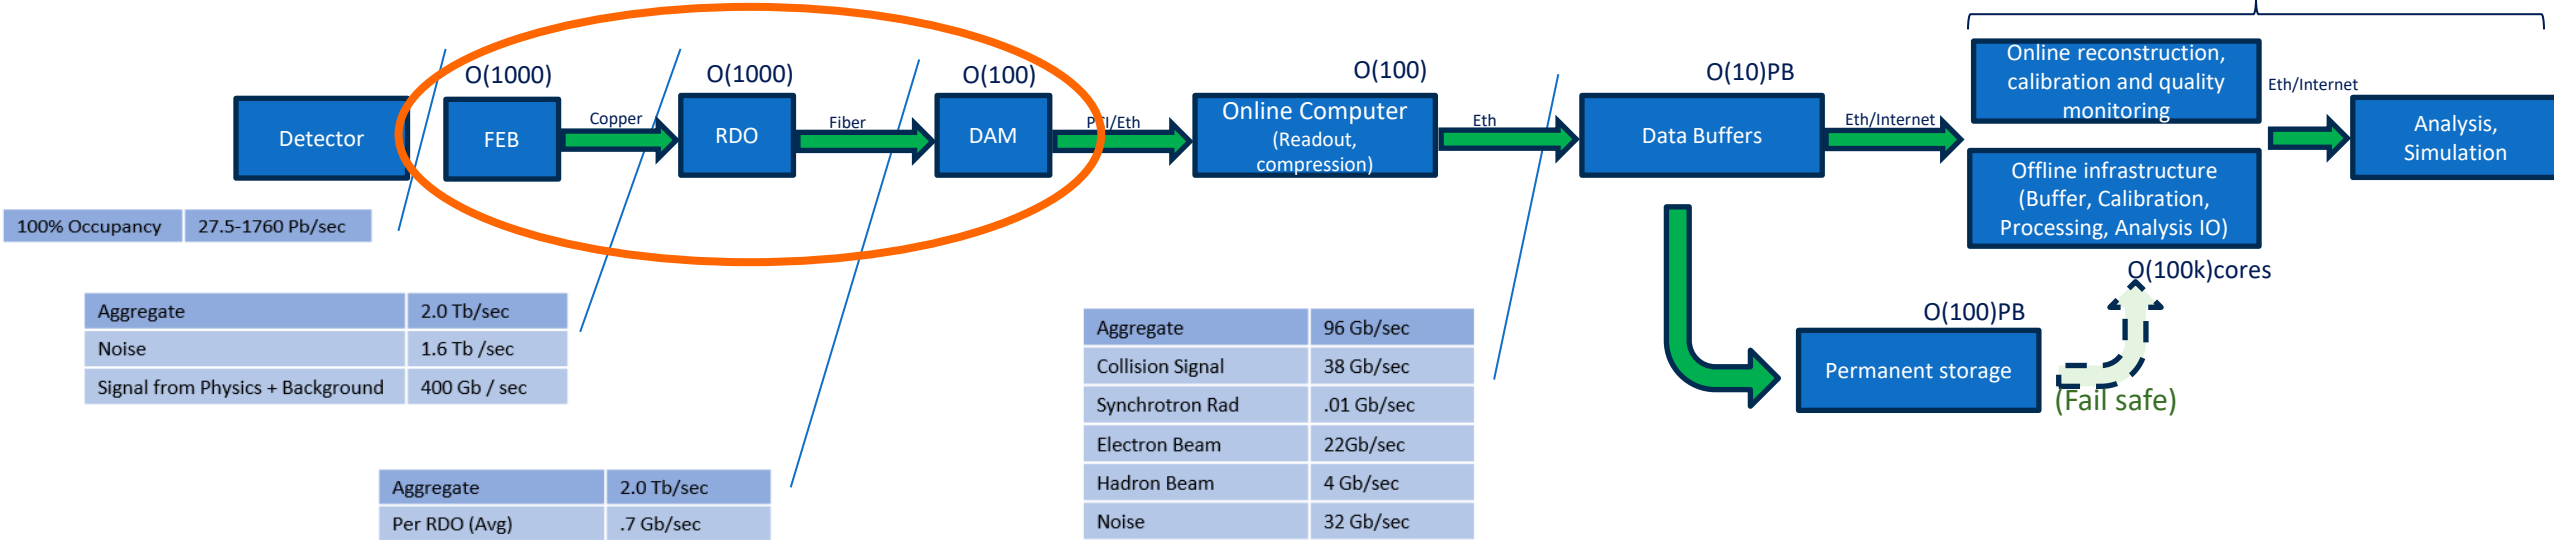 O(1000)
O(1000)
O(100)
O(100)
O(10)PB
Detector
FEB
Copper
RDO
Fiber
DAM
PCI/Eth
Online Computer
(Readout,
compression)
Eth
Data Buffers
Eth/Internet
Online reconstruction,
calibration and quality
monitoring
Offline infrastructure
(Buffer, Calibration,
Processing, Analysis IO)
O(100k)cores
Eth/Internet
Analysis,
Simulation
O(100)PB
Permanent storage
(Fail safe)
100% Occupancy 27.5-1760 Pb/sec
Aggregate 2.0 Tb/sec
Noise 1.6 Tb /sec
Signal from Physics + Background 400 Gb / sec
Aggregate 2.0 Tb/sec
Per RDO (Avg) .7 Gb/sec
Aggregate 96 Gb/sec
Collision Signal 38 Gb/sec
Synchrotron Rad .01 Gb/sec
Electron Beam 22Gb/sec
Hadron Beam 4 Gb/sec
Noise 32 Gb/sec